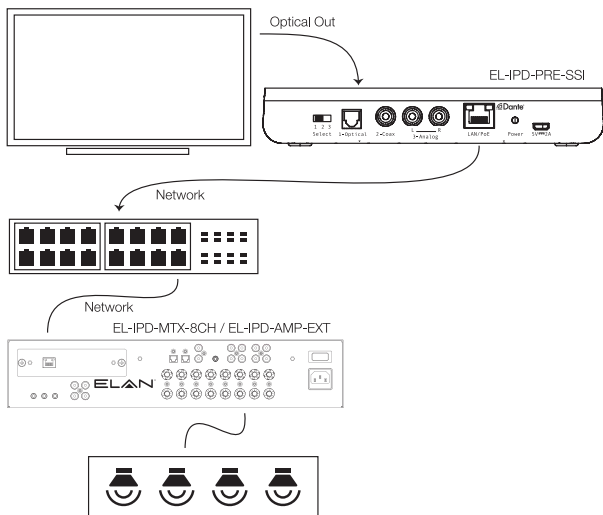 Optical Out
EL-IPD-PRE-SSI
Dante
1 2 3
L R
Select 1-Optical 2-Coax 3-Analog LAN/PoE Power 5V⎓2A
Network
Network
EL-IPD-MTX-8CH / EL-IPD-AMP-EXT
ELAN